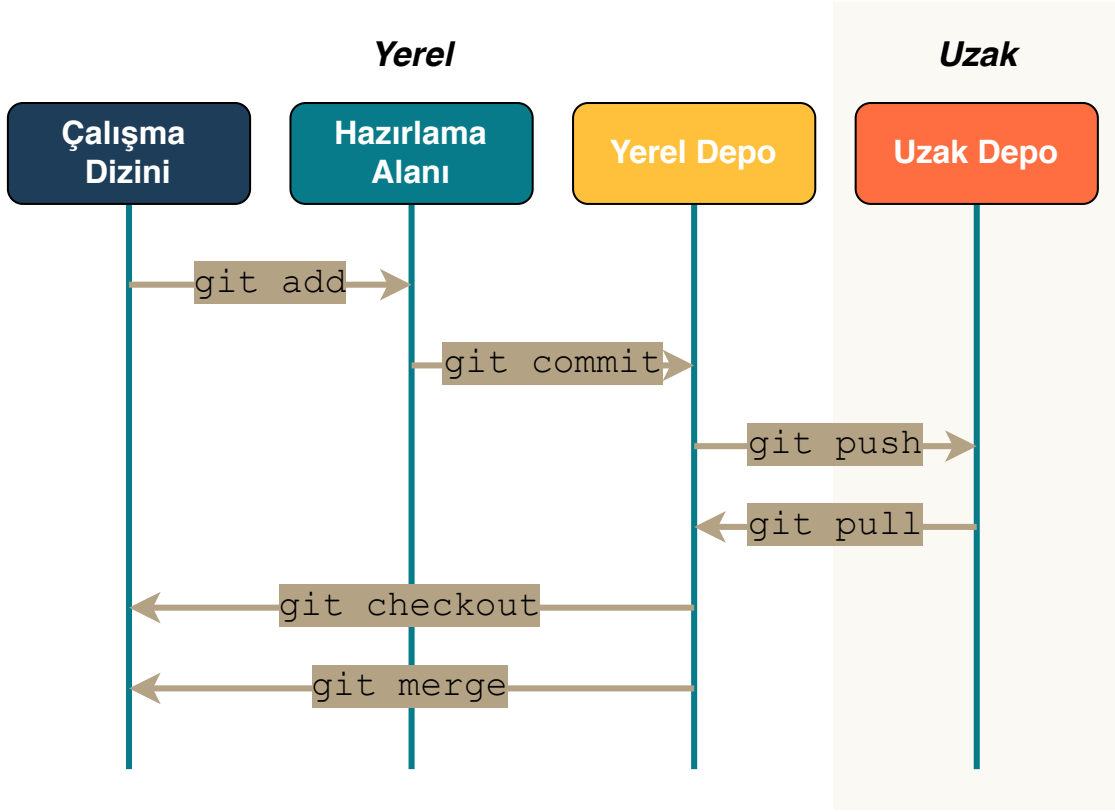 Yerel
Uzak
Çalışma
Dizini
Hazırlama
Alanı
Yerel Depo
Uzak Depo
git add
git commit
git push
git pull
git checkout
git merge